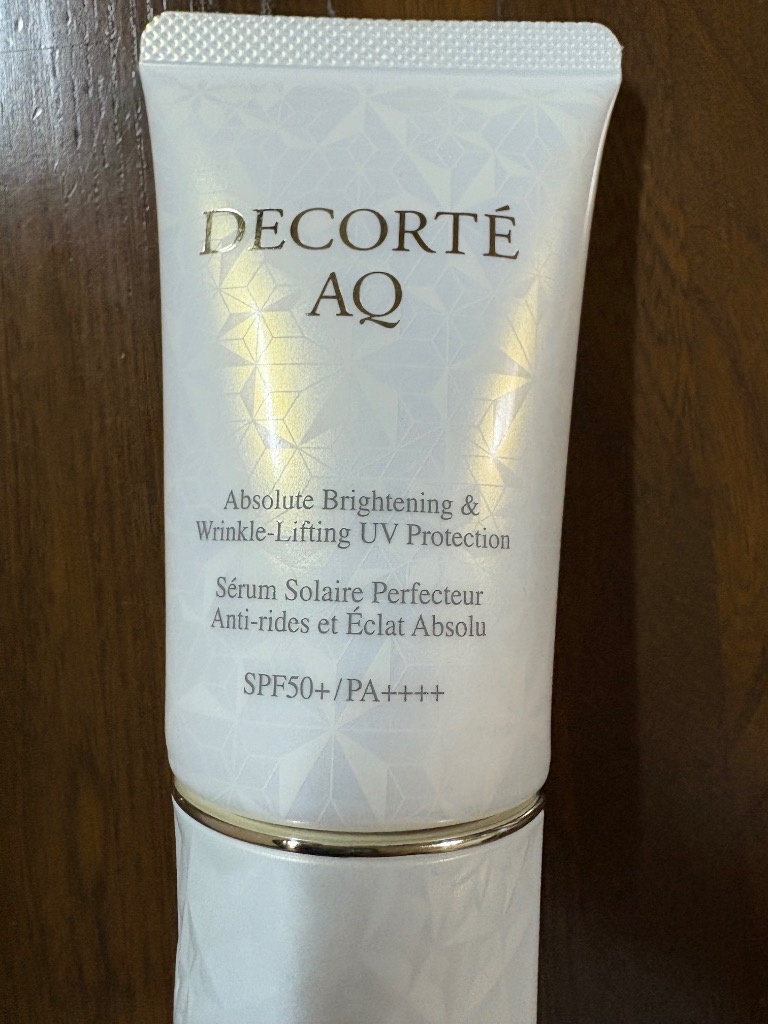 DECORTÉ
AQ
Absolute Brightening &
Wrinkle-Lifting UV Protection
Sérum Solaire Perfecteur
Anti-rides et Éclat Absolu
SPF50+/PA++++